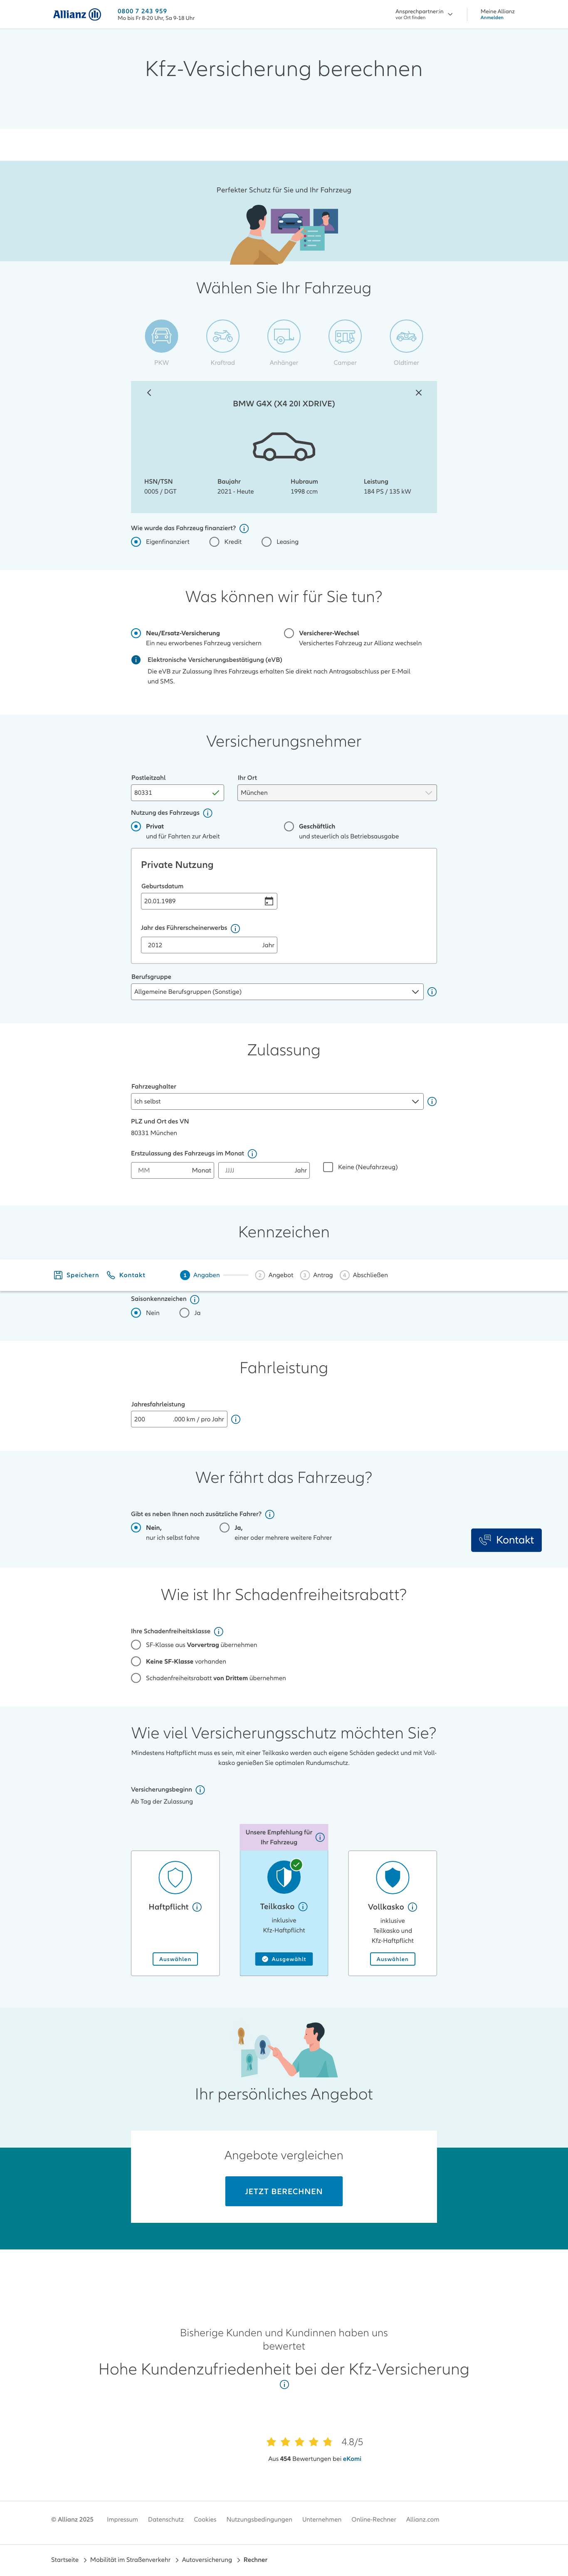 Allianz
0800 7 243 959
Mo bis Fr 8-20 Uhr, Sa 9-18 Uhr
Ansprechpartner:in
vor Ort finden
Meine Allianz
Anmelden
Kfz-Versicherung berechnen
Perfekter Schutz für Sie und Ihr Fahrzeug
Wählen Sie Ihr Fahrzeug
PKW
Kraftrad
Anhänger
Camper
Oldtimer
BMW G4X (X4 20I XDRIVE)
HSN/TSN
0005 / DGT
Baujahr
2021 - Heute
Hubraum
1998 ccm
Leistung
184 PS / 135 kW
Wie wurde das Fahrzeug finanziert?
Eigenfinanziert
Kredit
Leasing
Was können wir für Sie tun?
Neu/Ersatz-Versicherung
Ein neu erworbenes Fahrzeug versichern
Versicherer-Wechsel
Versichertes Fahrzeug zur Allianz wechseln
Elektronische Versicherungsbestätigung (eVB)
Die eVB zur Zulassung Ihres Fahrzeugs erhalten Sie direkt nach Antragsabschluss per E-Mail
und SMS.
Versicherungsnehmer
Postleitzahl
80331
Ihr Ort
München
Nutzung des Fahrzeugs
Privat
und für Fahrten zur Arbeit
Geschäftlich
und steuerlich als Betriebsausgabe
Private Nutzung
Geburtsdatum
20.01.1989
Jahr des Führerscheinerwerbs
2012 Jahr
Berufsgruppe
Allgemeine Berufsgruppen (Sonstige)
Zulassung
Fahrzeughalter
Ich selbst
PLZ und Ort des VN
80331 München
Erstzulassung des Fahrzeugs im Monat
MM Monat
JJJJ Jahr
Keine (Neufahrzeug)
Kennzeichen
Speichern
Kontakt
1 Angaben
2 Angebot
3 Antrag
4 Abschließen
Saisonkennzeichen
Nein
Ja
Fahrleistung
Jahresfahrleistung
200 .000 km / pro Jahr
Wer fährt das Fahrzeug?
Gibt es neben Ihnen noch zusätzliche Fahrer?
Nein,
nur ich selbst fahre
Ja,
einer oder mehrere weitere Fahrer
Kontakt
Wie ist Ihr Schadenfreiheitsrabatt?
Ihre Schadenfreiheitsklasse
SF-Klasse aus Vorvertrag übernehmen
Keine SF-Klasse vorhanden
Schadenfreiheitsrabatt von Drittem übernehmen
Wie viel Versicherungsschutz möchten Sie?
Mindestens Haftpflicht muss es sein, mit einer Teilkasko werden auch eigene Schäden gedeckt und mit Voll-
kasko genießen Sie optimalen Rundumschutz.
Versicherungsbeginn
Ab Tag der Zulassung
Unsere Empfehlung für
Ihr Fahrzeug
Haftpflicht
Auswählen
Teilkasko
inklusive
Kfz-Haftpflicht
Ausgewählt
Vollkasko
inklusive
Teilkasko und
Kfz-Haftpflicht
Auswählen
Ihr persönliches Angebot
Angebote vergleichen
JETZT BERECHNEN
Bisherige Kunden und Kundinnen haben uns
bewertet
Hohe Kundenzufriedenheit bei der Kfz-Versicherung
4.8/5
Aus 454 Bewertungen bei eKomi
© Allianz 2025
Impressum
Datenschutz
Cookies
Nutzungsbedingungen
Unternehmen
Online-Rechner
Allianz.com
Startseite
Mobilität im Straßenverkehr
Autoversicherung
Rechner